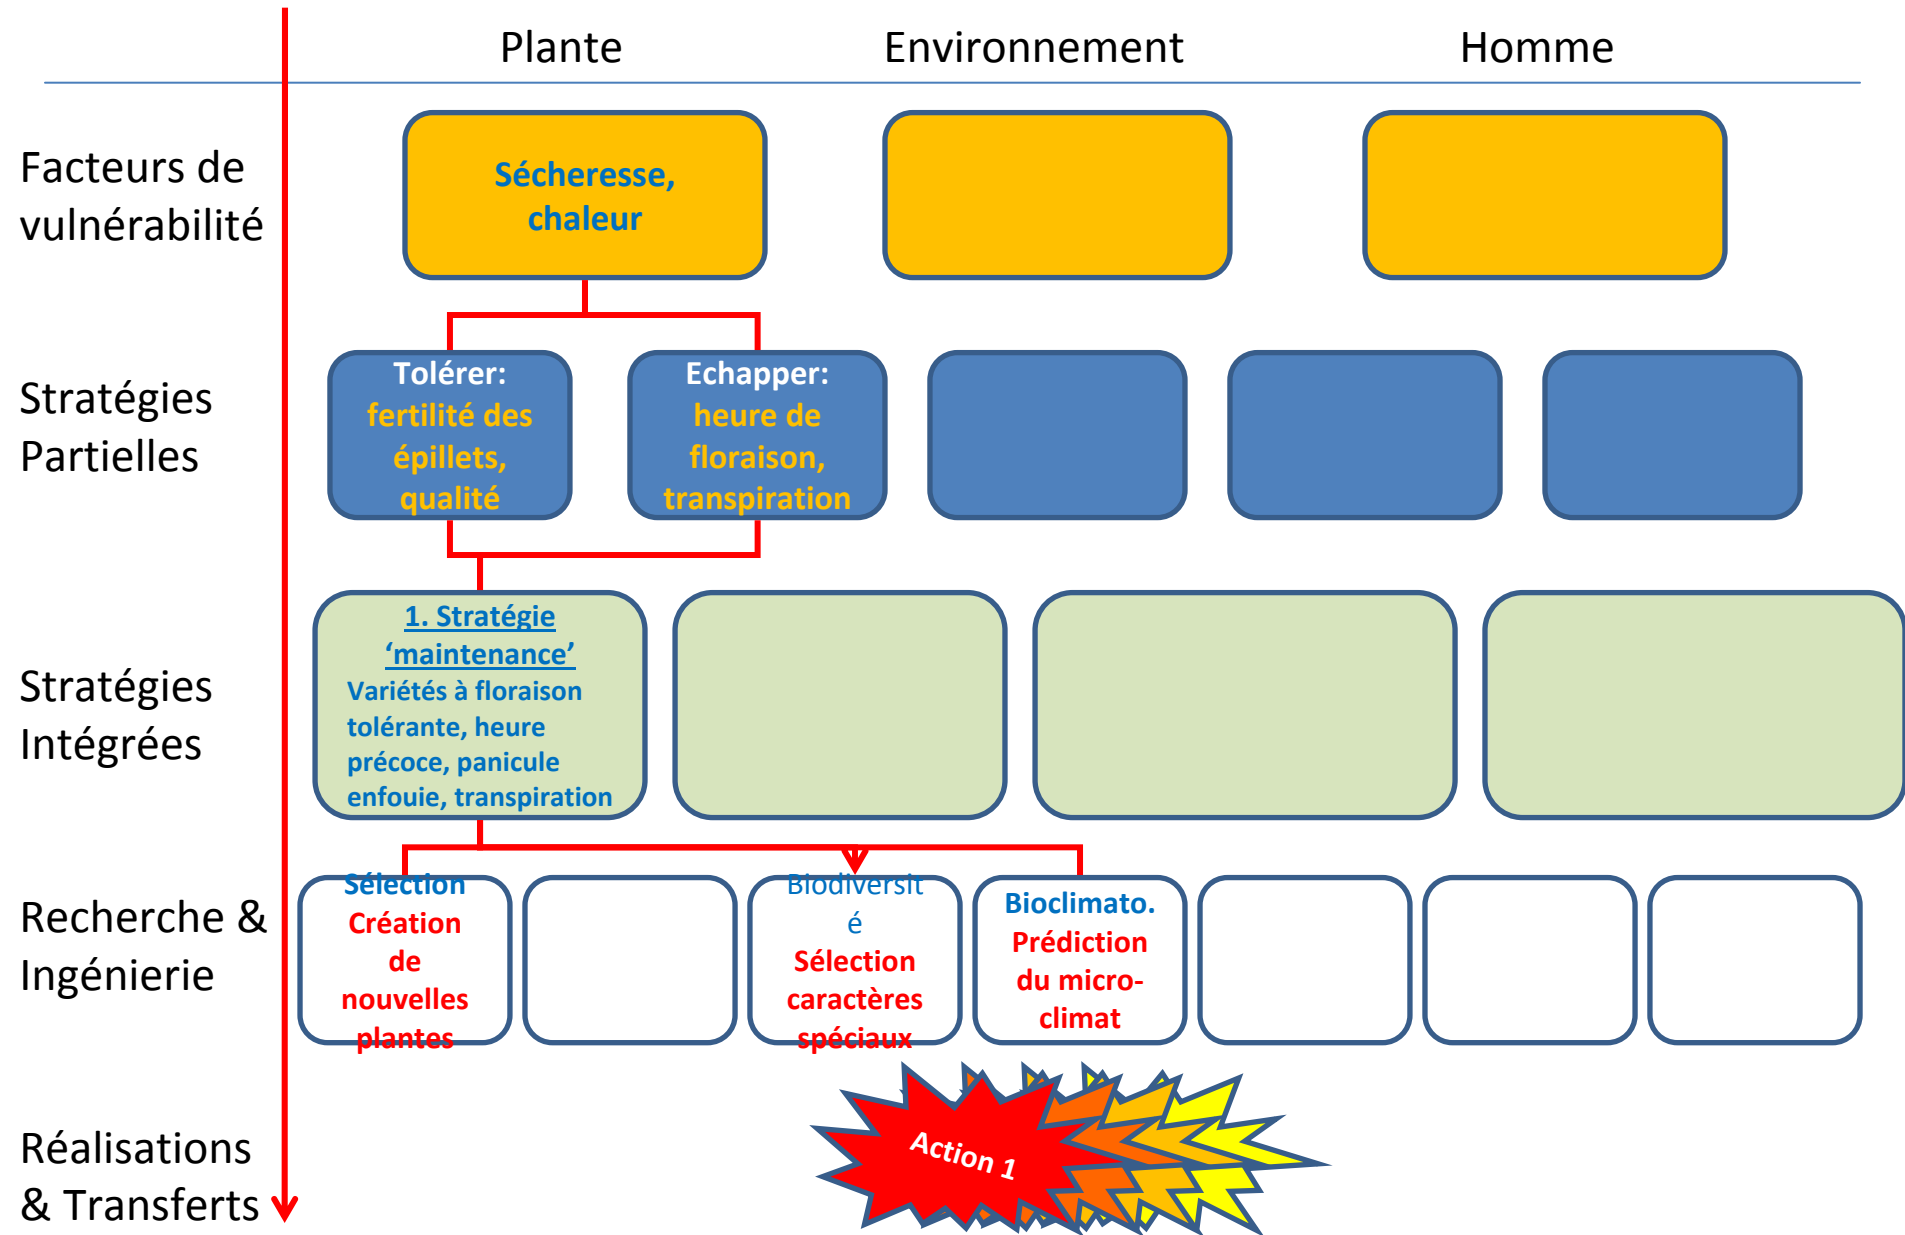 Plante
Environnement
Homme
Facteurs de
vulnérabilité
Sécheresse,
chaleur
Stratégies
Partielles
Tolérer:
fertilité des
épillets,
qualité
Echapper:
heure de
floraison,
transpiration
Stratégies
Intégrées
1. Stratégie
‘maintenance’
Variétés à floraison
tolérante, heure
précoce, panicule
enfouie, transpiration
Recherche &
Ingénierie
Sélection
Création
de
nouvelles
plantes
Biodiversit
é
Sélection
caractères
spéciaux
Bioclimato.
Prédiction
du micro-
climat
Réalisations
& Transferts
Action 1